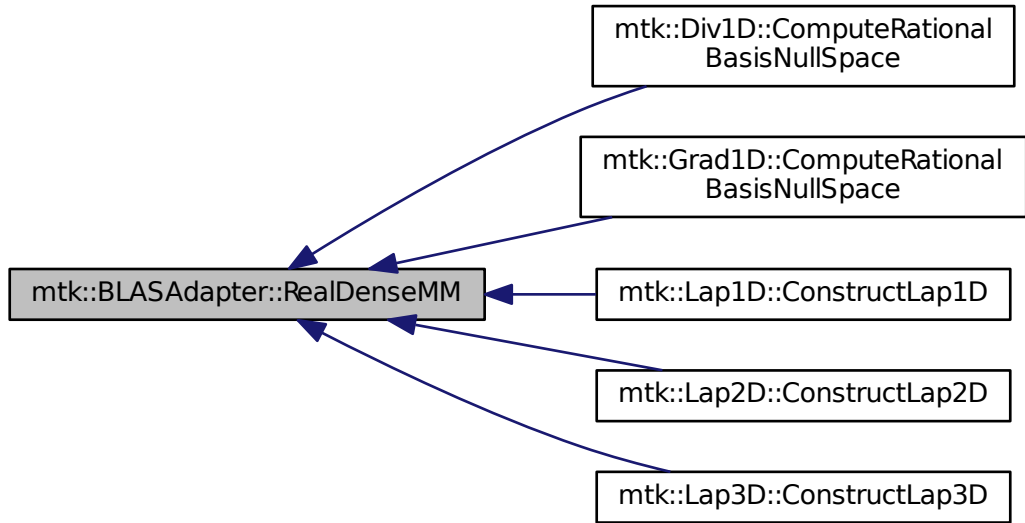 mtk::Div1D::ComputeRational
BasisNullSpace
mtk::Grad1D::ComputeRational
BasisNullSpace
mtk::BLASAdapter::RealDenseMM
mtk::Lap1D::ConstructLap1D
mtk::Lap2D::ConstructLap2D
mtk::Lap3D::ConstructLap3D